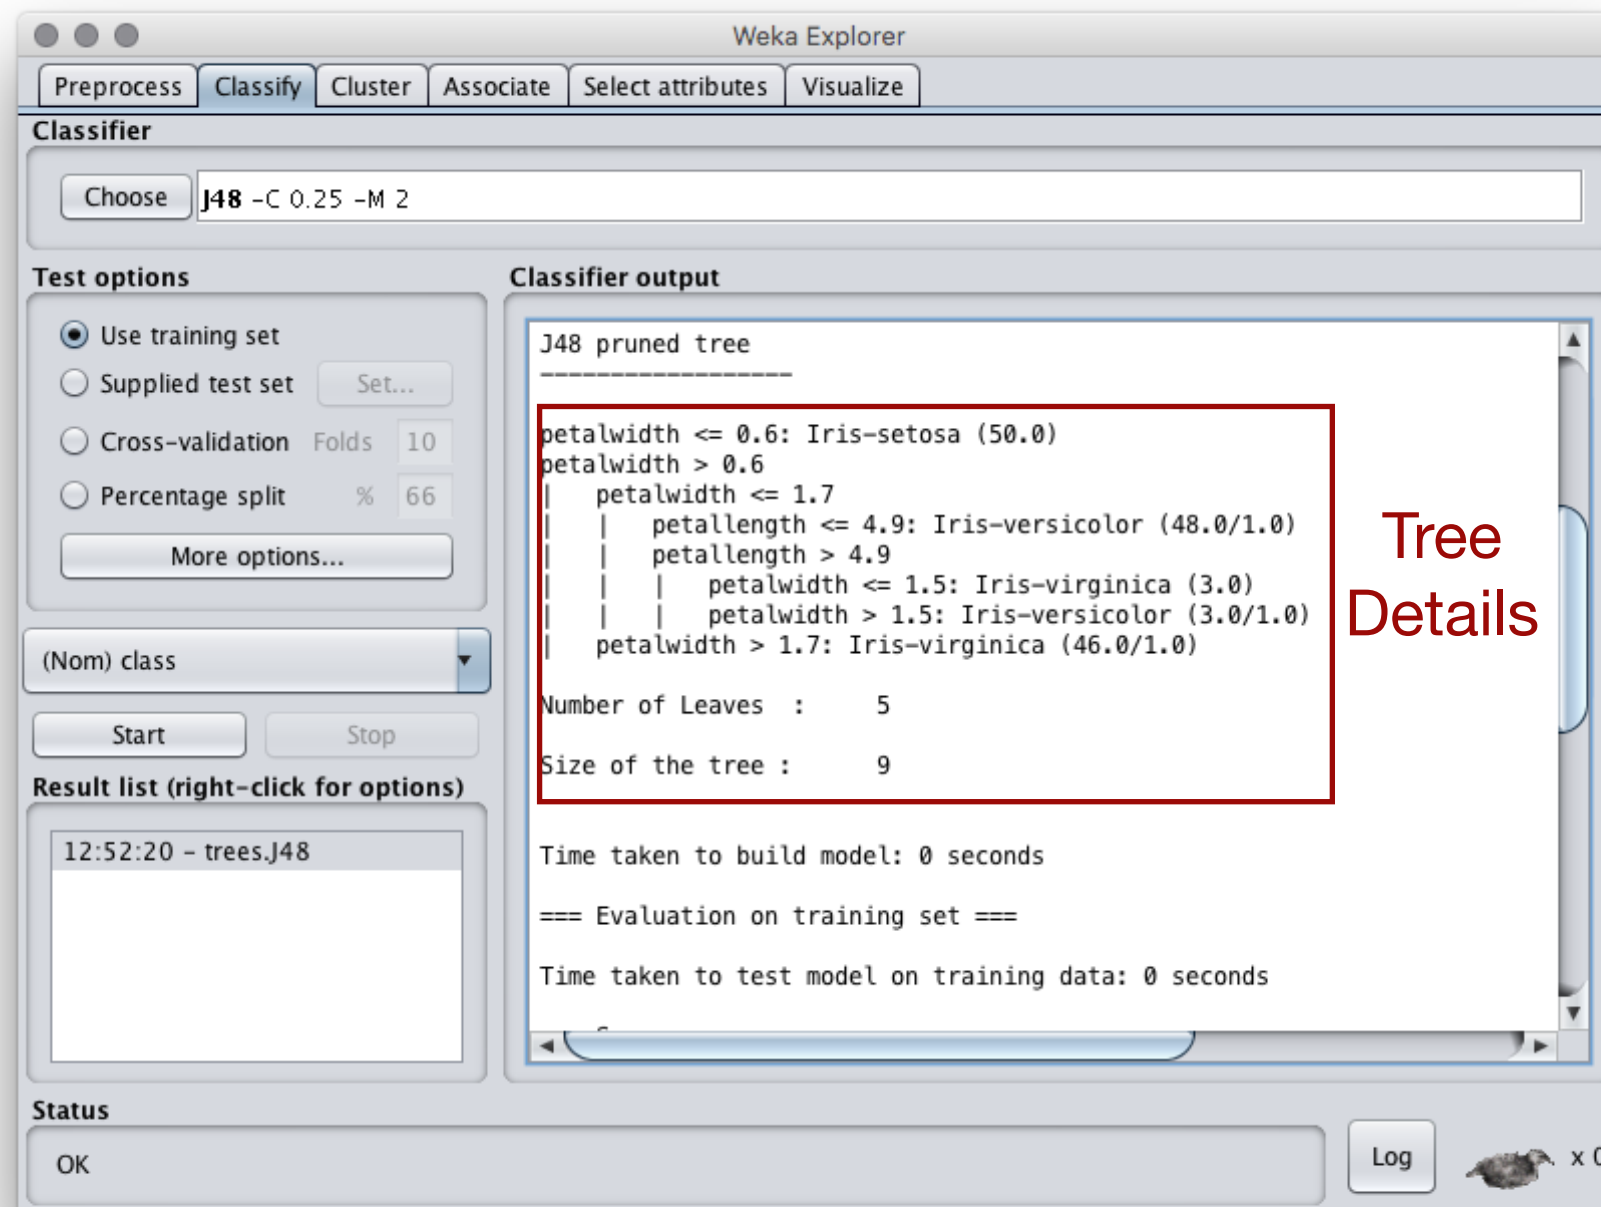 Weka Explorer
Preprocess Classify Cluster Associate Select attributes Visualize
Classifier
Choose J48 -C 0.25 -M 2
Test options
Use training set
Supplied test set Set...
Cross-validation Folds 10
Percentage split % 66
More options...
(Nom) class
Start Stop
Result list (right-click for options)
12:52:20 - trees.J48
Classifier output
J48 pruned tree
------------------
petalwidth <= 0.6: Iris-setosa (50.0)
petalwidth > 0.6
|   petalwidth <= 1.7
|   |   petallength <= 4.9: Iris-versicolor (48.0/1.0)
|   |   petallength > 4.9
|   |   |   petalwidth <= 1.5: Iris-virginica (3.0)
|   |   |   petalwidth > 1.5: Iris-versicolor (3.0/1.0)
|   petalwidth > 1.7: Iris-virginica (46.0/1.0)
Number of Leaves  :     5
Size of the tree :      9
Time taken to build model: 0 seconds
=== Evaluation on training set ===
Time taken to test model on training data: 0 seconds
Tree
Details
Status
OK
Log
x 0